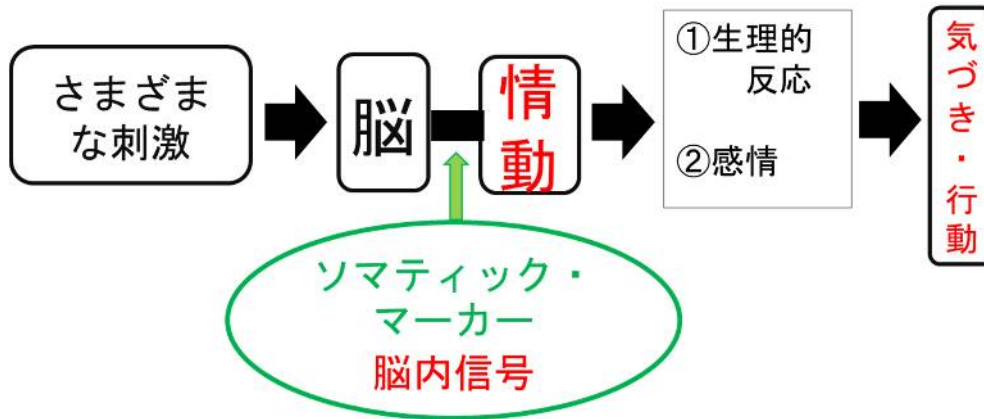 さまざま
な刺激
脳
情動
①生理的
反応
②感情
気づき・行動
ソマティック・
マーカー
脳内信号